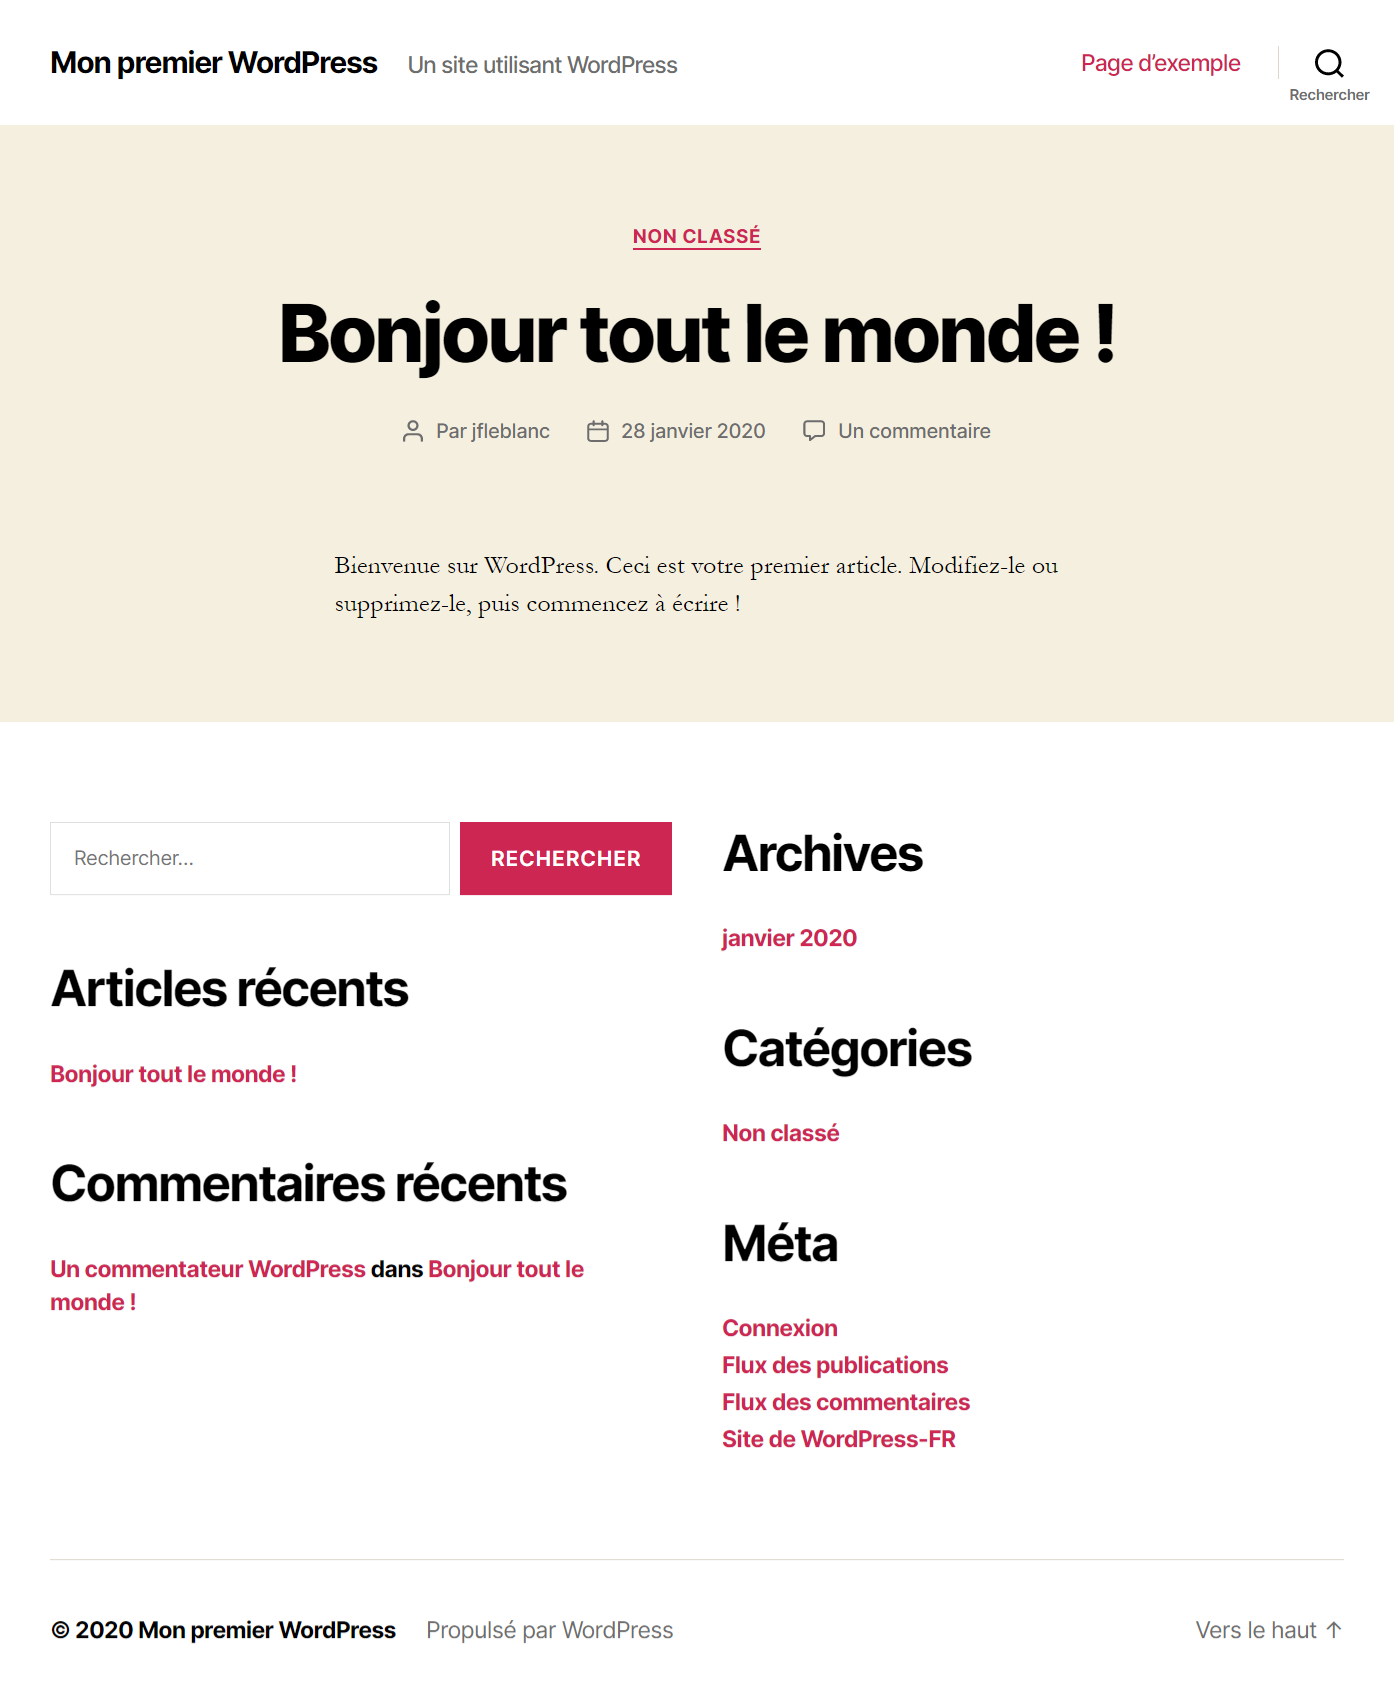 Mon premier WordPress
Un site utilisant WordPress
Page d’exemple
Rechercher
NON CLASSÉ
Bonjour tout le monde !
Par jfleblanc
28 janvier 2020
Un commentaire
Bienvenue sur WordPress. Ceci est votre premier article. Modifiez-le ou
supprimez-le, puis commencez à écrire !
Rechercher…
RECHERCHER
Articles récents
Bonjour tout le monde !
Commentaires récents
Un commentateur WordPress dans Bonjour tout le
monde !
Archives
janvier 2020
Catégories
Non classé
Méta
Connexion
Flux des publications
Flux des commentaires
Site de WordPress-FR
© 2020 Mon premier WordPress
Propulsé par WordPress
Vers le haut ↑